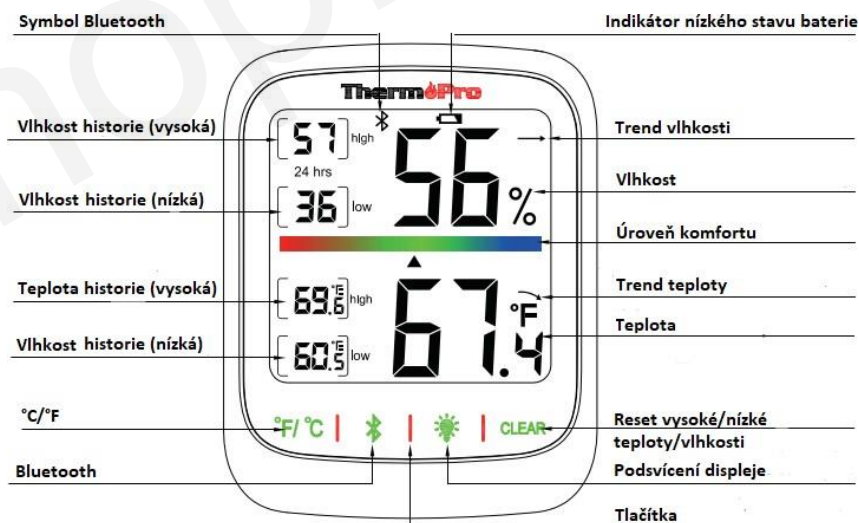 Symbol Bluetooth
Indikátor nízkého stavu baterie
ThermoPro
Vlhkost historie (vysoká)
57 high
24 hrs
56
Trend vlhkosti
Vlhkost historie (nízká)
36 low
%
Vlhkost
Úroveň komfortu
Teplota historie (vysoká)
69.6 °F high
67.4 °F
Trend teploty
Teplota
Vlhkost historie (nízká)
60.5 °F low
°C/°F
°F/°C | | | CLEAR
Reset vysoké/nízké
teploty/vlhkosti
Bluetooth
Podsvícení displeje
Tlačítka